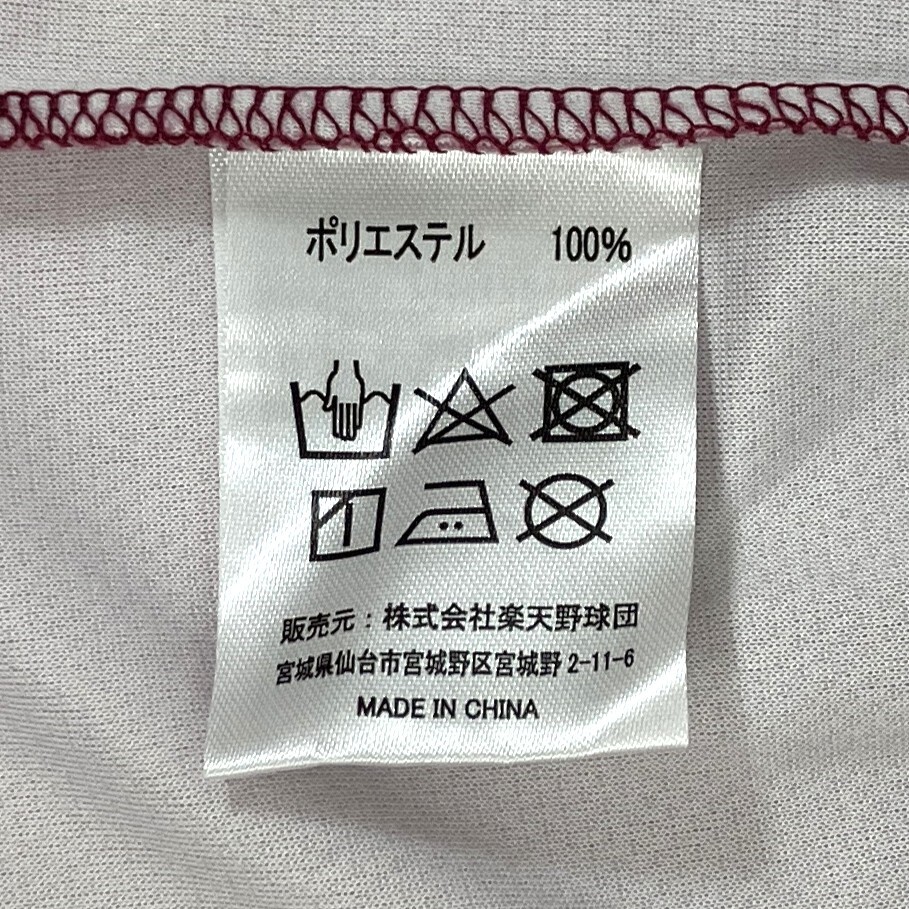 ポリエステル 100%
販売元：株式会社楽天野球団
宮城県仙台市宮城野区宮城野 2-11-6
MADE IN CHINA